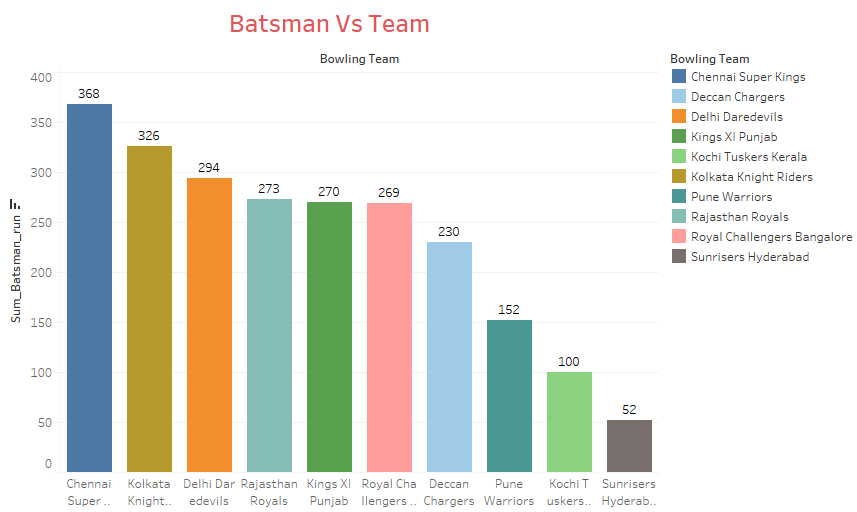 Batsman Vs Team
Bowling Team
Sum_Batsman_run
400
350
300
250
200
150
100
50
0
368
326
294
273
270
269
230
152
100
52
Chennai
Super ..
Kolkata
Knight..
Delhi Dar
edevils
Rajasthan
Royals
Kings XI
Punjab
Royal Cha
llengers ..
Deccan
Chargers
Pune
Warriors
Kochi T
uskers..
Sunrisers
Hyderab..
Bowling Team
Chennai Super Kings
Deccan Chargers
Delhi Daredevils
Kings XI Punjab
Kochi Tuskers Kerala
Kolkata Knight Riders
Pune Warriors
Rajasthan Royals
Royal Challengers Bangalore
Sunrisers Hyderabad